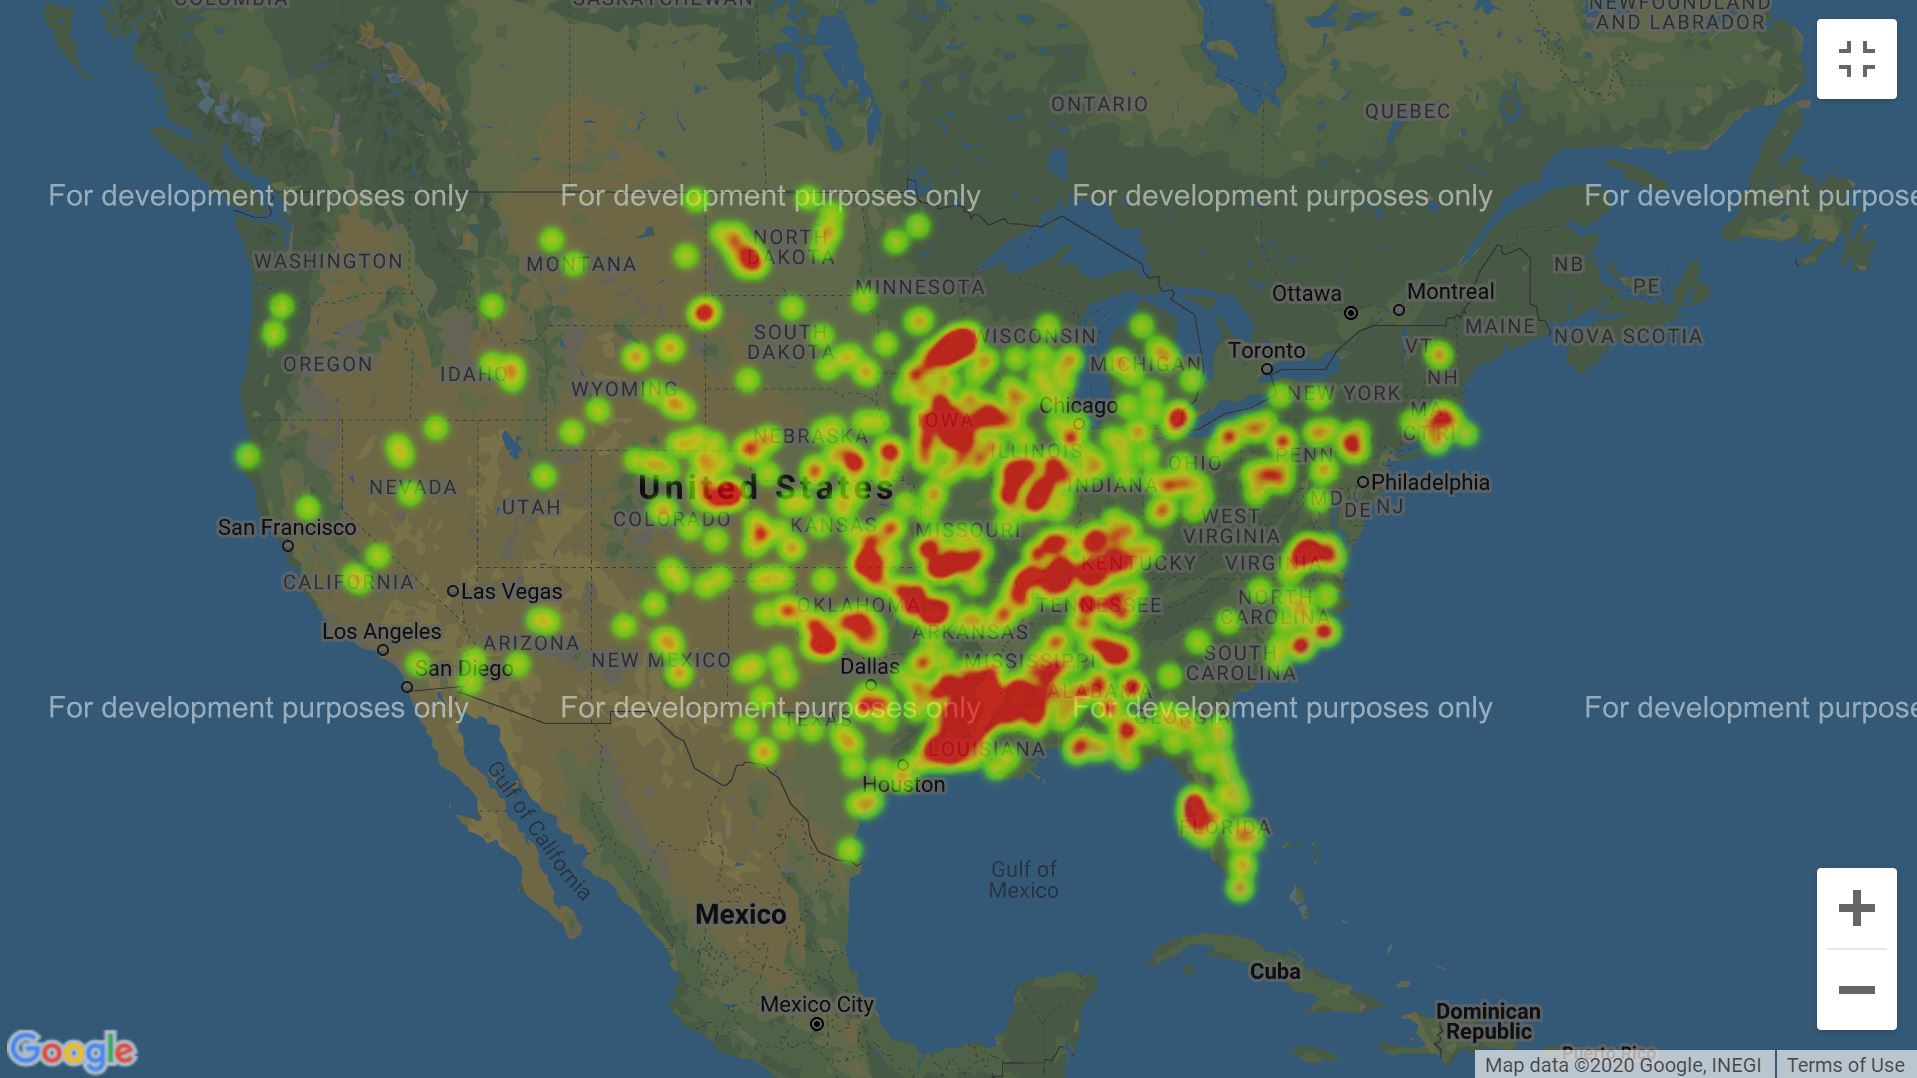 COLUMBIA
SASKATCHEWAN
NEWFOUNDLAND
AND LABRADOR
ONTARIO
QUEBEC
For development purposes only
For development purposes only
For development purposes only
For development purpose
WASHINGTON
MONTANA
NORTH
DAKOTA
MINNESOTA
NB
PE
Ottawa
Montreal
MAINE
NOVA SCOTIA
OREGON
IDAHO
SOUTH
DAKOTA
WISCONSIN
MICHIGAN
Toronto
VT
NH
WYOMING
NEW YORK
Chicago
MA
CT RI
IOWA
NEBRASKA
ILLINOIS
OHIO
PENN
NEVADA
United States
INDIANA
Philadelphia
MD
DE
NJ
UTAH
COLORADO
KANSAS
MISSOURI
WEST
VIRGINIA
San Francisco
CALIFORNIA
KENTUCKY
VIRGINIA
Las Vegas
OKLAHOMA
TENNESSEE
NORTH
CAROLINA
Los Angeles
ARIZONA
NEW MEXICO
ARKANSAS
MISSISSIPPI
SOUTH
CAROLINA
San Diego
Dallas
ALABAMA
For development purposes only
For development purposes only
For development purposes only
For development purpose
TEXAS
GEORGIA
LOUISIANA
Houston
Gulf of California
FLORIDA
Gulf of
Mexico
Mexico
Cuba
Mexico City
Dominican
Republic
Puerto Rico
Google
Map data ©2020 Google, INEGI
Terms of Use